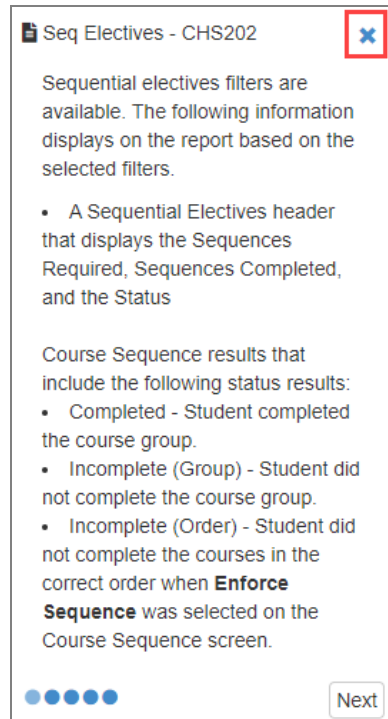 Seq Electives - CHS202
Sequential electives filters are
available. The following information
displays on the report based on the
selected filters.
• A Sequential Electives header
that displays the Sequences
Required, Sequences Completed,
and the Status
Course Sequence results that
include the following status results:
• Completed - Student completed
the course group.
• Incomplete (Group) - Student did
not complete the course group.
• Incomplete (Order) - Student did
not complete the courses in the
correct order when Enforce
Sequence was selected on the
Course Sequence screen.
Next